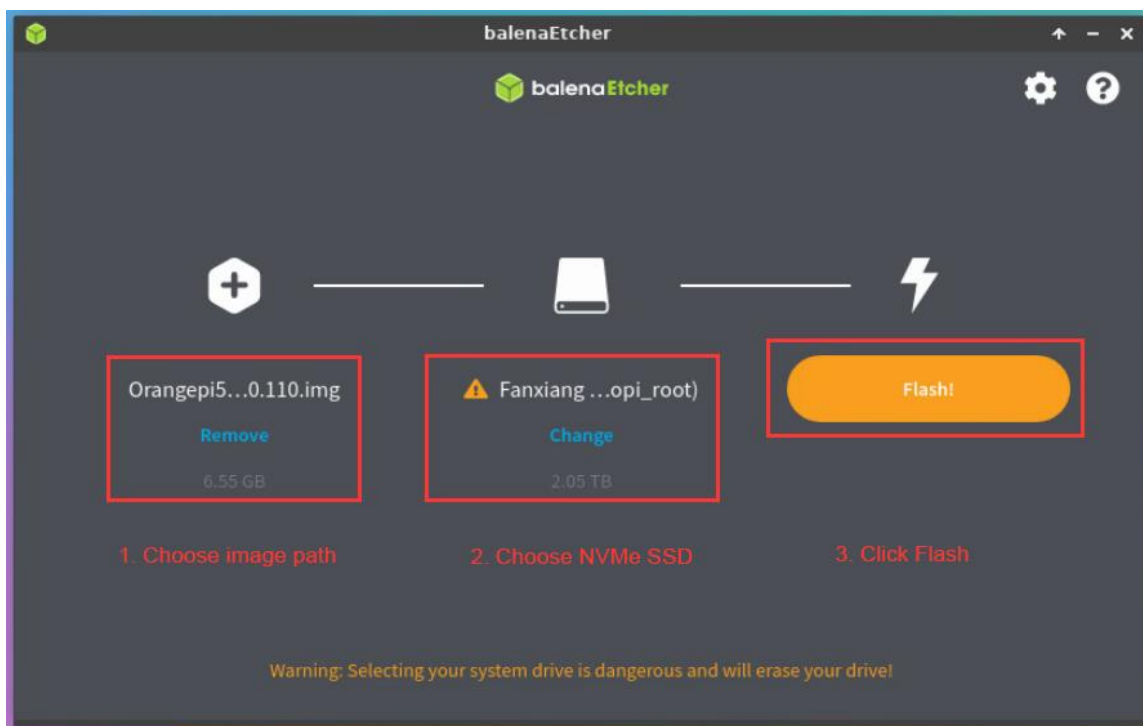 balenaEtcher
balenaEtcher
Orangepi5...0.110.img
Remove
6.55 GB
Fanxiang ...opi_root)
Change
2.05 TB
Flash!
1. Choose image path
2. Choose NVMe SSD
3. Click Flash
Warning: Selecting your system drive is dangerous and will erase your drive!